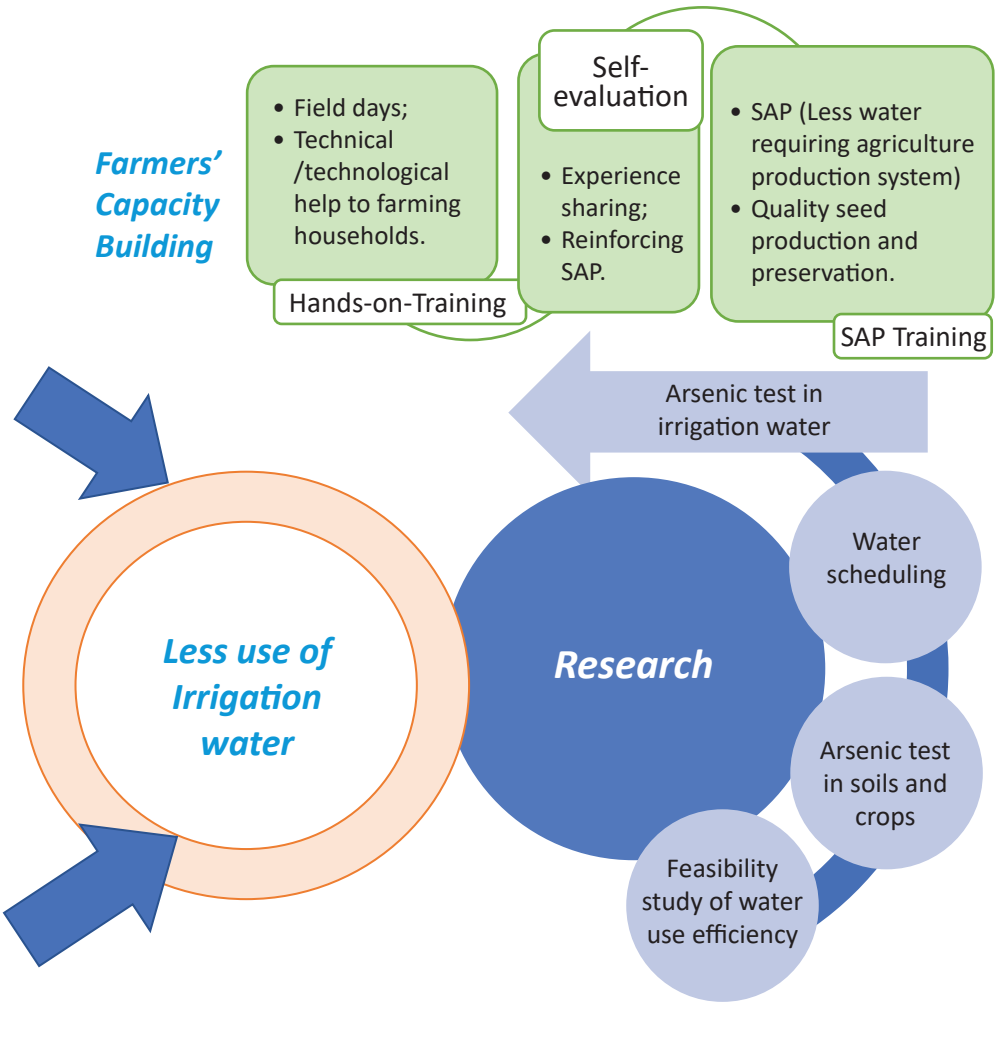 Farmers’
Capacity
Building
• Field days;
• Technical
/technological
help to farming
households.
Hands-on-Training
Self-
evaluation
• Experience
sharing;
• Reinforcing
SAP.
• SAP (Less water
requiring agriculture
production system)
• Quality seed
production and
preservation.
SAP Training
Arsenic test in
irrigation water
Water
scheduling
Less use of
Irrigation
water
Research
Arsenic test
in soils and
crops
Feasibility
study of water
use efficiency